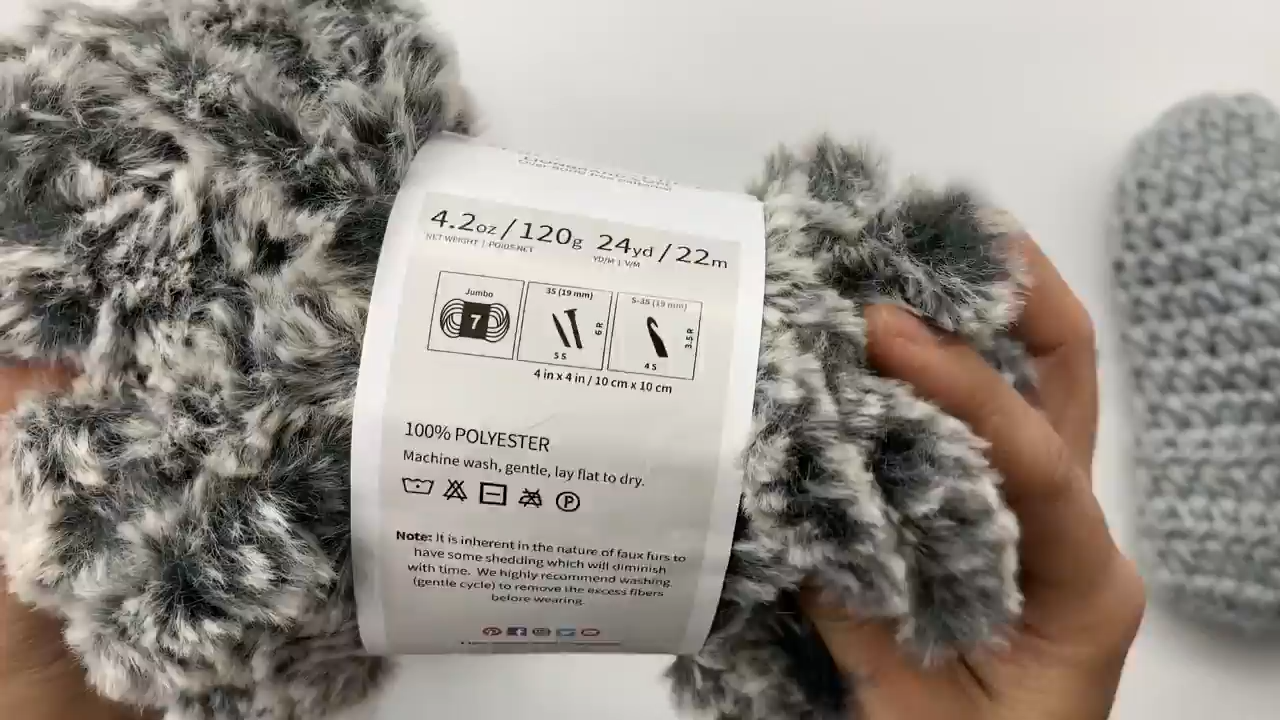 4.2oz / 120g 24yd / 22m
NET WEIGHT | POIDS NET YD/M | V/M
Jumbo
7
35 (19 mm)
6 R
5 S
S-35 (19 mm)
3.5 R
4 S
4 in x 4 in / 10 cm x 10 cm
100% POLYESTER
Machine wash, gentle, lay flat to dry.
P
Note: It is inherent in the nature of faux furs to
have some shedding which will diminish
with time. We highly recommend washing
(gentle cycle) to remove the excess fibers
before wearing.